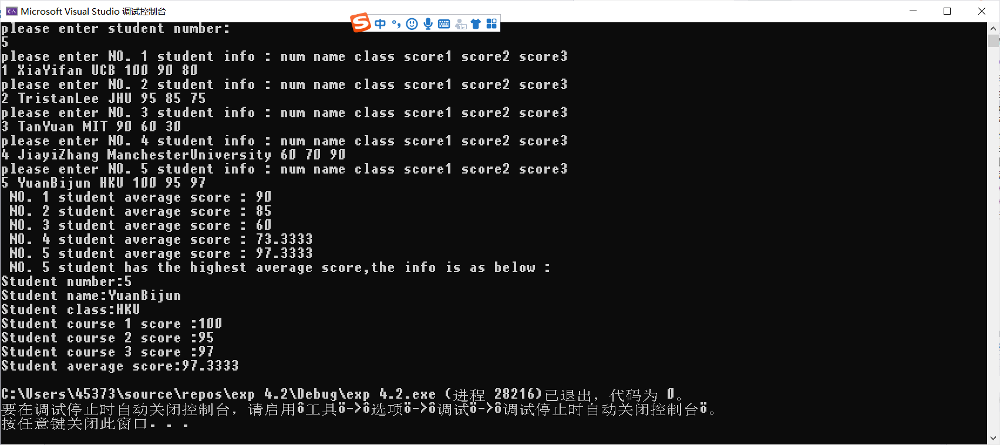 Microsoft Visual Studio 调试控制台
中
please enter student number:
5
please enter NO. 1 student info : num name class score1 score2 score3
1 XiaYifan UCB 100 90 80
please enter NO. 2 student info : num name class score1 score2 score3
2 TristanLee JHU 95 85 75
please enter NO. 3 student info : num name class score1 score2 score3
3 TanYuan MIT 90 60 30
please enter NO. 4 student info : num name class score1 score2 score3
4 JiayiZhang ManchesterUniversity 60 70 90
please enter NO. 5 student info : num name class score1 score2 score3
5 YuanBijun HKU 100 95 97
NO. 1 student average score : 90
NO. 2 student average score : 85
NO. 3 student average score : 60
NO. 4 student average score : 73.3333
NO. 5 student average score : 97.3333
NO. 5 student has the highest average score,the info is as below :
Student number:5
Student name:YuanBijun
Student class:HKU
Student course 1 score :100
Student course 2 score :95
Student course 3 score :97
Student average score:97.3333
C:\Users\45373\source\repos\exp 4.2\Debug\exp 4.2.exe (进程 28216)已退出，代码为 0。
要在调试停止时自动关闭控制台，请启用ô工具ö->ô选项ö->ô调试ö->ô调试停止时自动关闭控制台ö。
按任意键关闭此窗口. . .